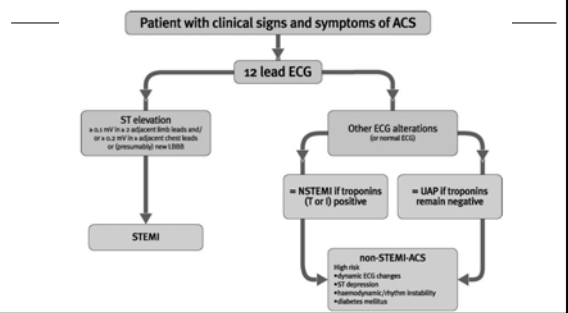 Patient with clinical signs and symptoms of ACS
12 lead ECG
ST elevation
≥ 0.1 mV in ≥ 2 adjacent limb leads and/
or ≥ 0.2 mV in ≥ adjacent chest leads
or (presumably) new LBBB
Other ECG alterations
(or normal ECG)
= NSTEMI if troponins
(T or I) positive
= UAP if troponins
remain negative
STEMI
non-STEMI-ACS
High risk
•dynamic ECG changes
•ST depression
•haemodynamic/rhythm instability
•diabetes mellitus